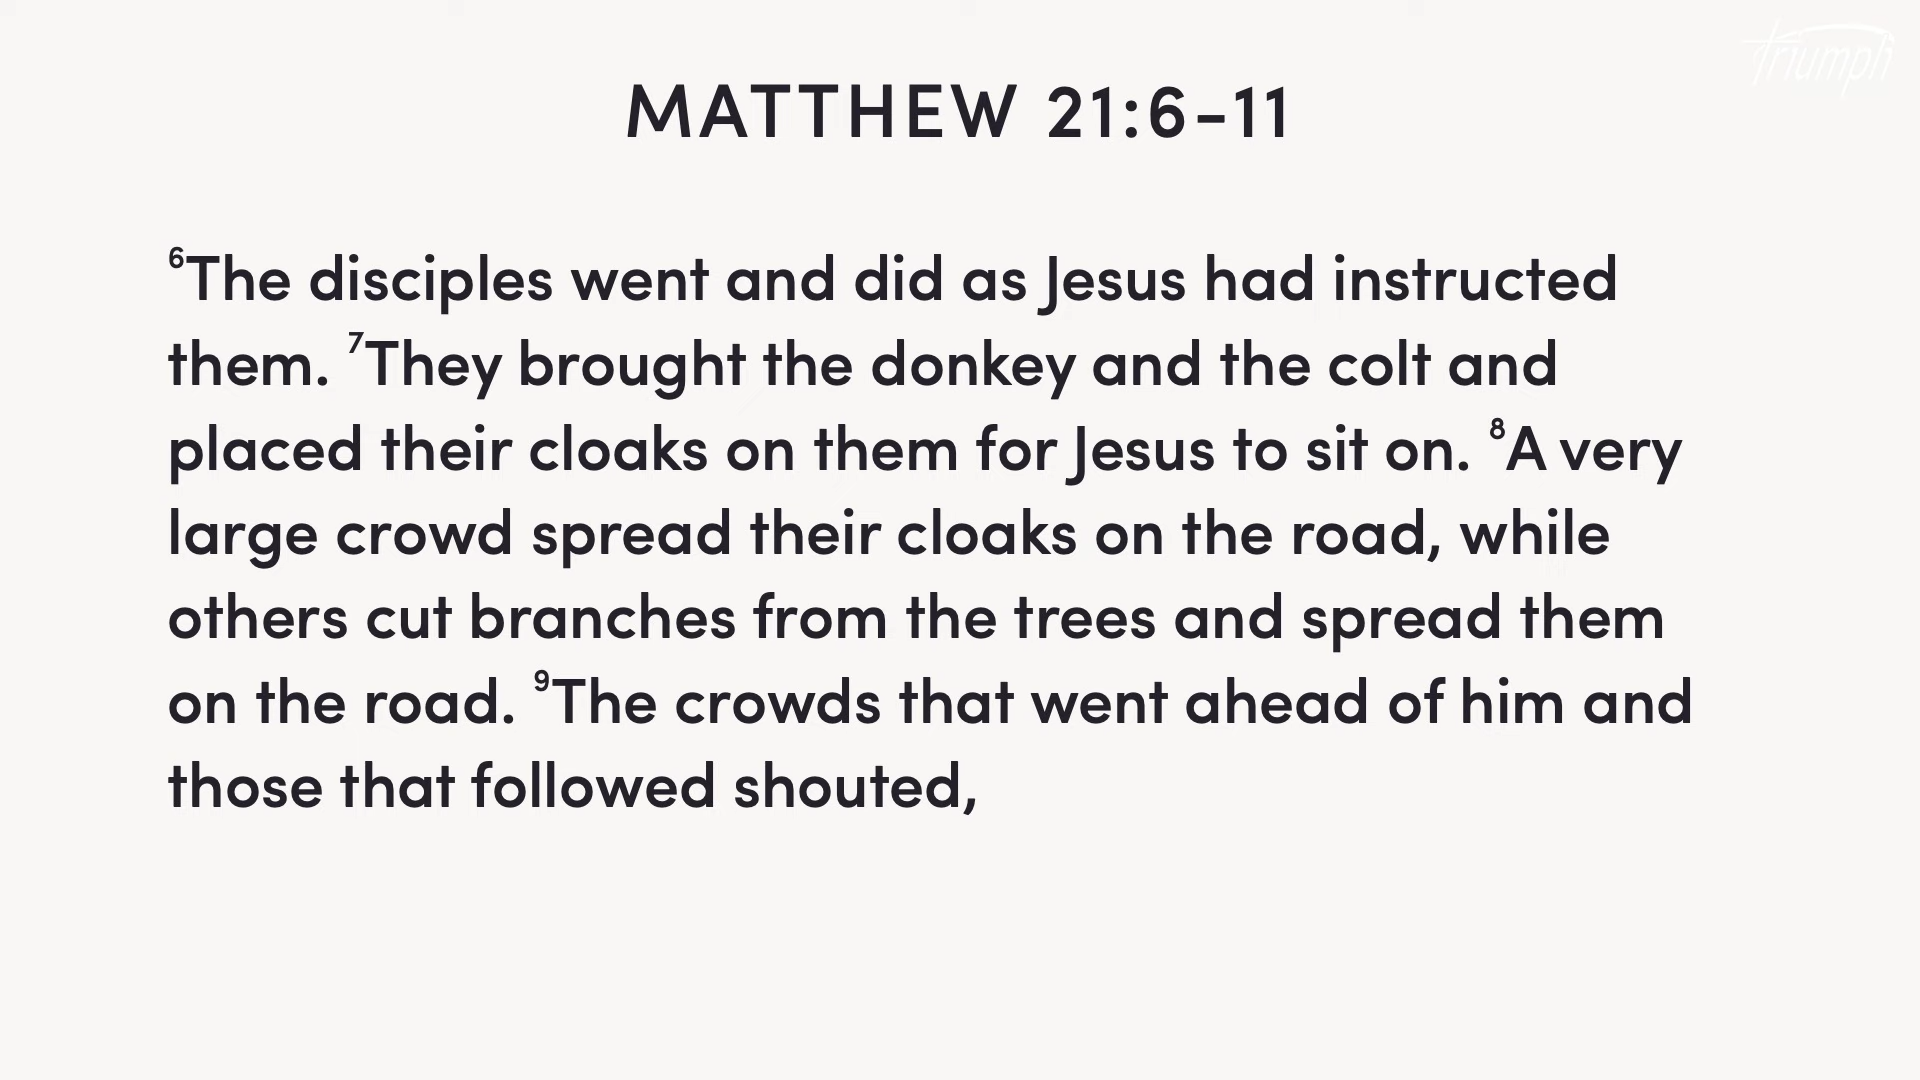 triumph
MATTHEW 21:6-11
⁶The disciples went and did as Jesus had instructed
them. ⁷They brought the donkey and the colt and
placed their cloaks on them for Jesus to sit on. ⁸A very
large crowd spread their cloaks on the road, while
others cut branches from the trees and spread them
on the road. ⁹The crowds that went ahead of him and
those that followed shouted,